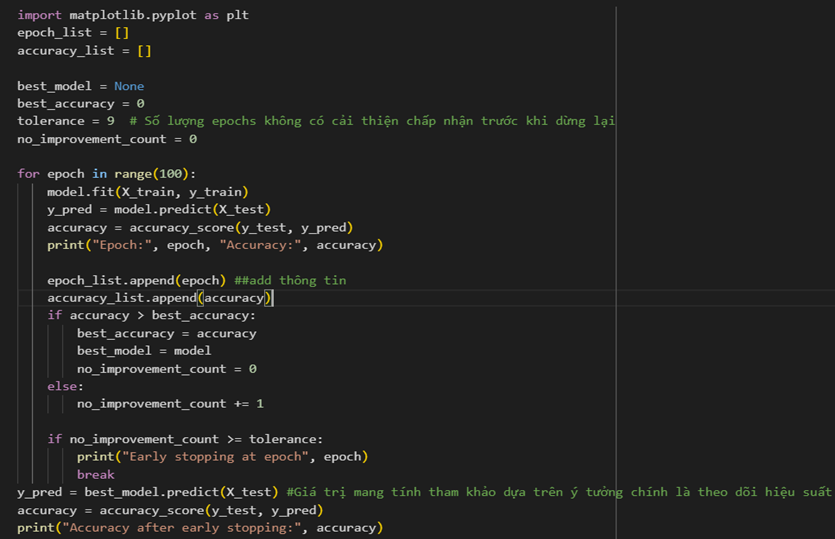 import matplotlib.pyplot as plt
epoch_list = []
accuracy_list = []
best_model = None
best_accuracy = 0
tolerance = 9  # Số lượng epochs không có cải thiện chấp nhận trước khi dừng lại
no_improvement_count = 0
for epoch in range(100):
    model.fit(X_train, y_train)
    y_pred = model.predict(X_test)
    accuracy = accuracy_score(y_test, y_pred)
    print("Epoch:", epoch, "Accuracy:", accuracy)
    epoch_list.append(epoch) ##add thông tin
    accuracy_list.append(accuracy)
    if accuracy > best_accuracy:
        best_accuracy = accuracy
        best_model = model
        no_improvement_count = 0
    else:
        no_improvement_count += 1
    if no_improvement_count >= tolerance:
        print("Early stopping at epoch", epoch)
        break
y_pred = best_model.predict(X_test) #Giá trị mang tính tham khảo dựa trên ý tưởng chính là theo dõi hiệu suất
accuracy = accuracy_score(y_test, y_pred)
print("Accuracy after early stopping:", accuracy)